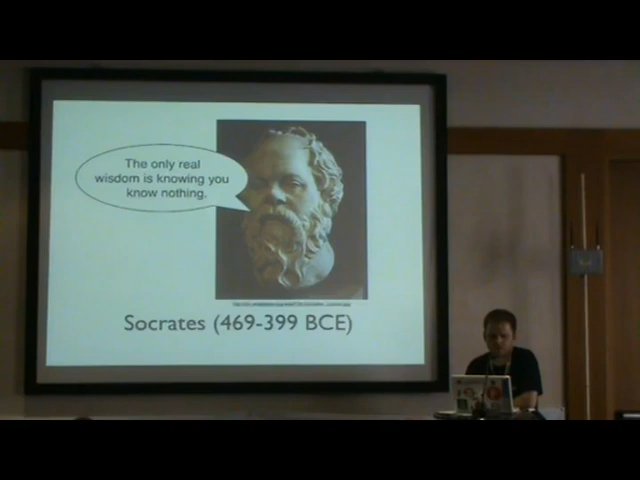 The only real
wisdom is knowing you
know nothing.
Socrates (469-399 BCE)